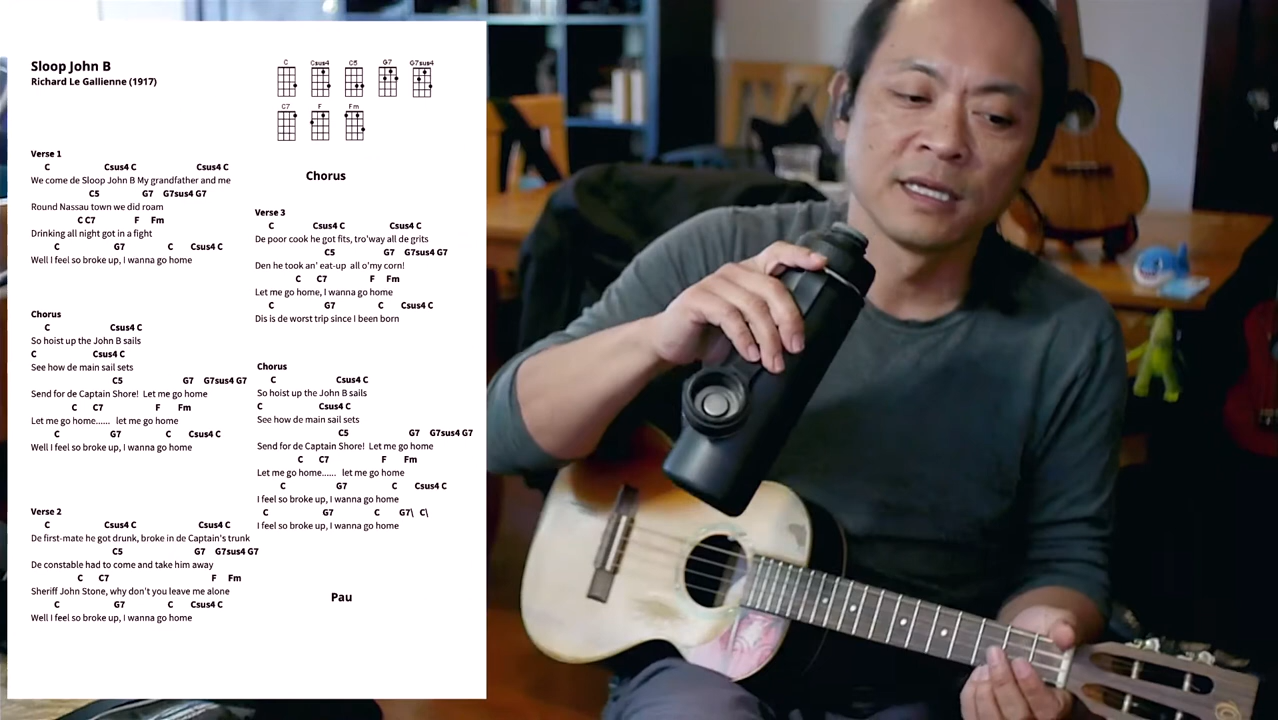 Sloop John B
Richard Le Gallienne (1917)
C Csus4 C5 G7 G7sus4
C7 F Fm
Verse 1
C Csus4 C Csus4 C
We come de Sloop John B My grandfather and me
C5 G7 G7sus4 G7
Round Nassau town we did roam
C C7 F Fm
Drinking all night got in a fight
C G7 C Csus4 C
Well I feel so broke up, I wanna go home
Chorus
C Csus4 C
So hoist up the John B sails
C Csus4 C
See how de main sail sets
C5 G7 G7sus4 G7
Send for de Captain Shore! Let me go home
C C7 F Fm
Let me go home...... let me go home
C G7 C Csus4 C
Well I feel so broke up, I wanna go home
Verse 2
C Csus4 C Csus4 C
De first-mate he got drunk, broke in de Captain's trunk
C5 G7 G7sus4 G7
De constable had to come and take him away
C C7 F Fm
Sheriff John Stone, why don't you leave me alone
C G7 C Csus4 C
Well I feel so broke up, I wanna go home
Chorus
Verse 3
C Csus4 C Csus4 C
De poor cook he got fits, tro'way all de grits
C5 G7 G7sus4 G7
Den he took an' eat-up all o'my corn!
C C7 F Fm
Let me go home, I wanna go home
C G7 C Csus4 C
Dis is de worst trip since I been born
Chorus
C Csus4 C
So hoist up the John B sails
C Csus4 C
See how de main sail sets
C5 G7 G7sus4 G7
Send for de Captain Shore! Let me go home
C C7 F Fm
Let me go home...... let me go home
C G7 C Csus4 C
I feel so broke up, I wanna go home
C G7 C G7\ C\
I feel so broke up, I wanna go home
Pau